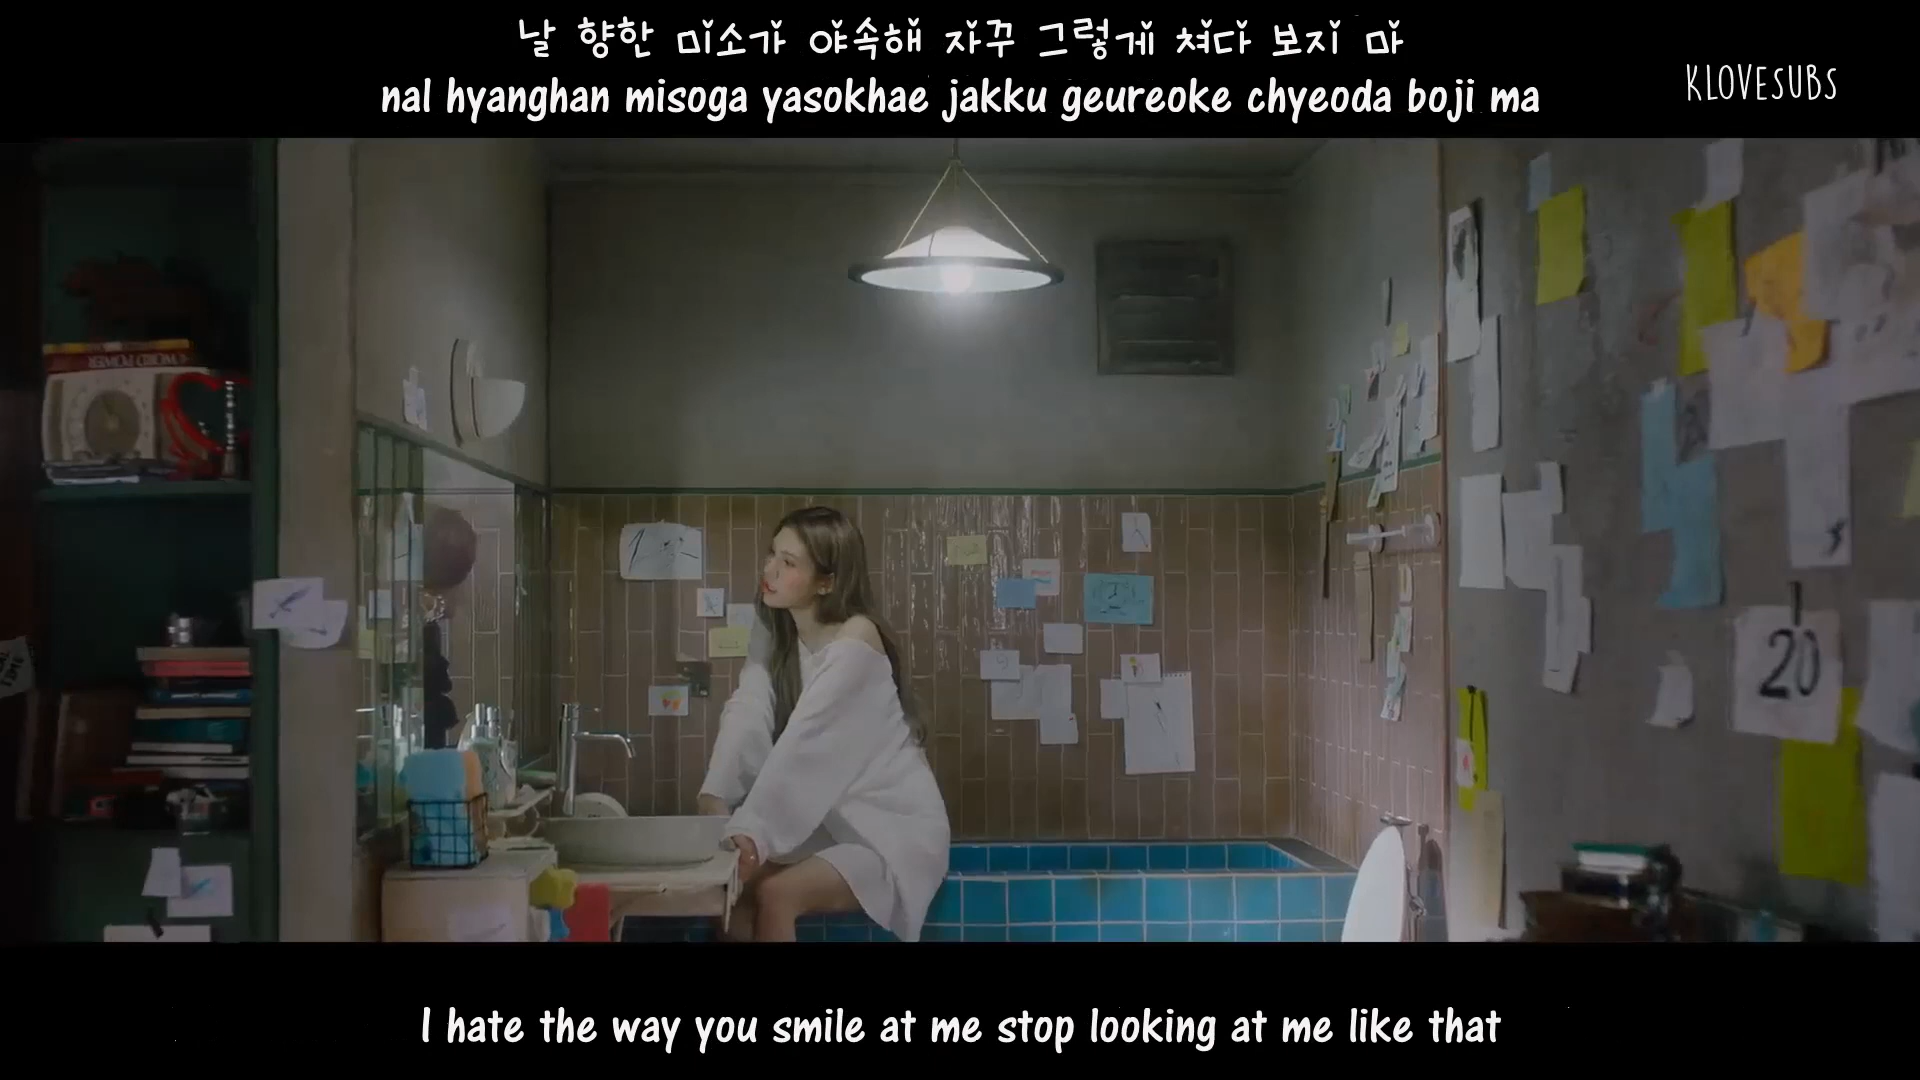 날 향한 미소가 야속해 자꾸 그렇게 쳐다 보지 마
nal hyanghan misoga yasokhae jakku geureoke chyeoda boji ma
KLOVESUBS
WORD POWER
20
I hate the way you smile at me stop looking at me like that